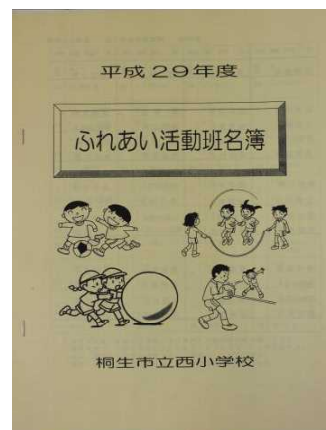 平成２９年度
ふれあい活動班名簿
桐生市立西小学校